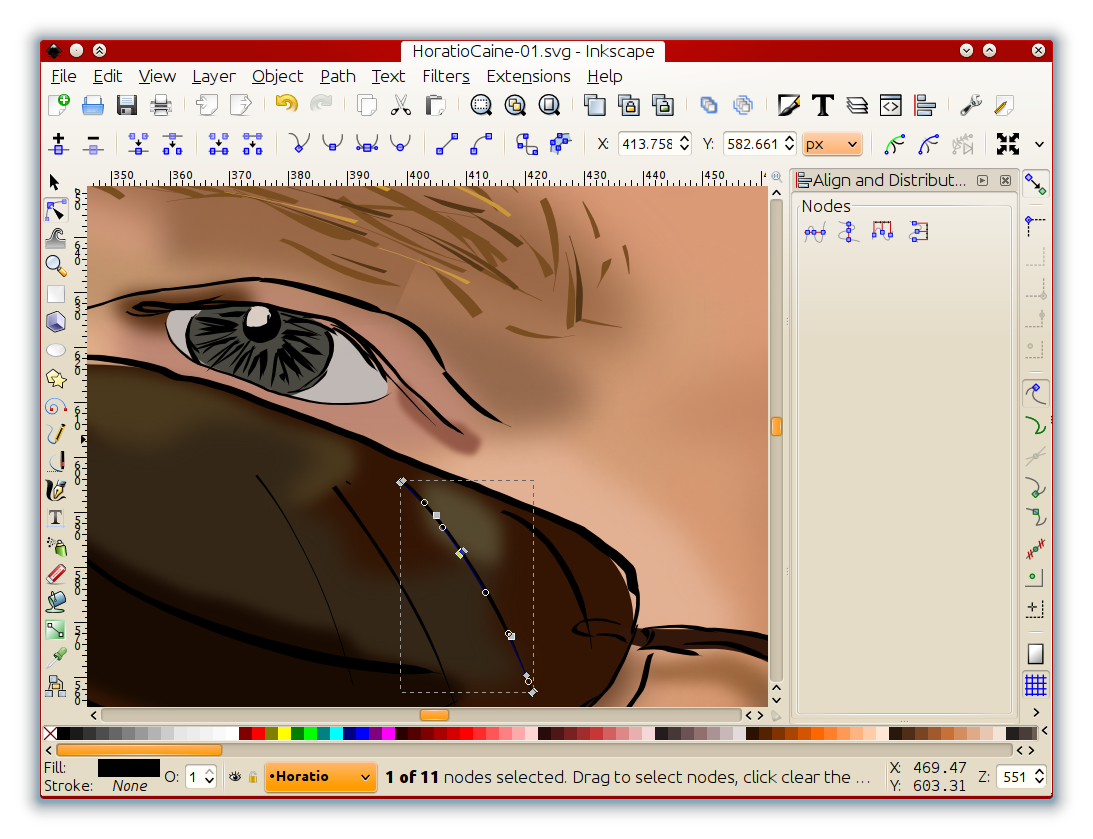 HoratioCaine-01.svg - Inkscape
File Edit View Layer Object Path Text Filters Extensions Help
X: 413.758 Y: 582.661 px
350 400 370 380 390 400 410 420 430 440 450
Align and Distribut...
Nodes
Fill:
Stroke: None
O: 1
•Horatio
1 of 11 nodes selected. Drag to select nodes, click clear the ...
X: 469.47
Y: 603.31
Z: 551